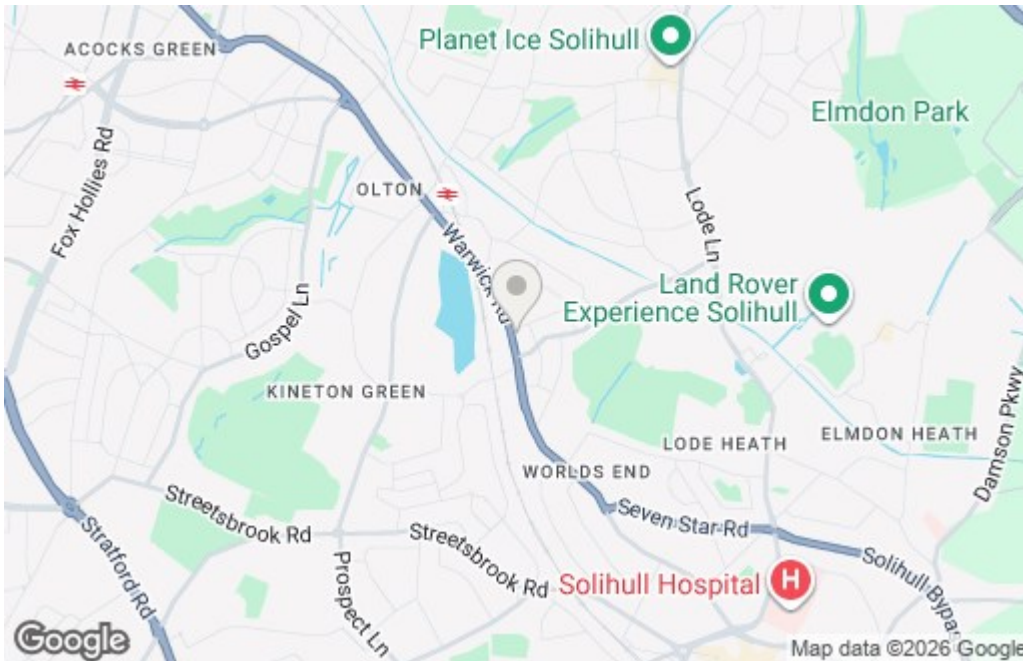 Planet Ice Solihull
ACOCKS GREEN
Elmdon Park
Fox Hollies Rd
OLTON
Lode Ln
Warwick Rd
Land Rover
Experience Solihull
Gospel Ln
KINETON GREEN
Damson Pkwy
LODE HEATH
ELMDON HEATH
WORLDS END
Streetsbrook Rd
Seven Star Rd
Stratford Rd
Streetsbrook Rd
Prospect Ln
Solihull Bypas
Solihull Hospital
H
Google
Map data ©2026 Google